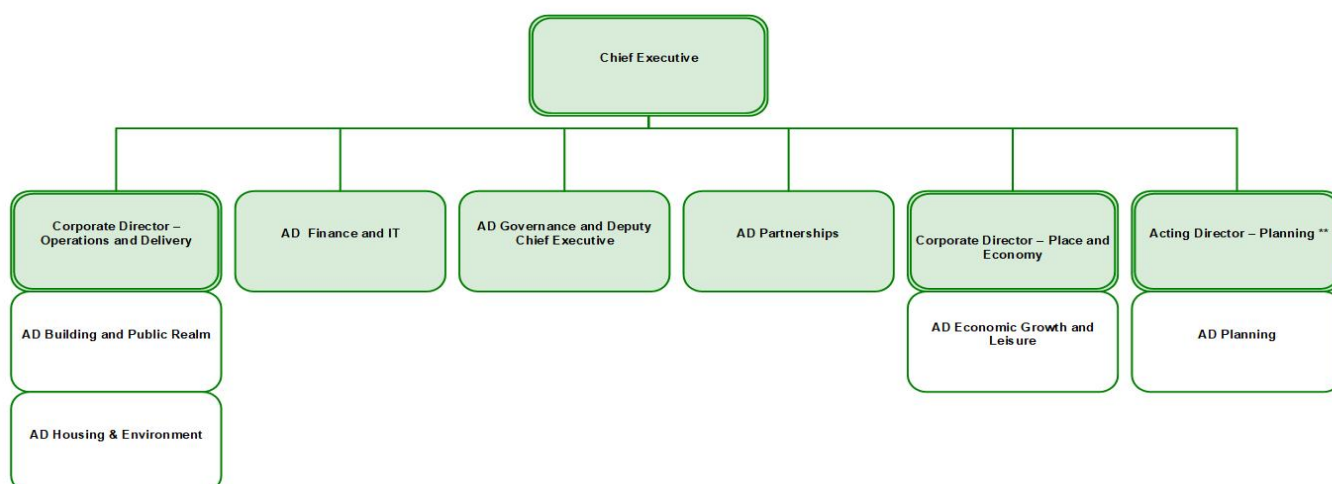 Chief Executive
Corporate Director –
Operations and Delivery
AD  Finance and IT
AD Governance and Deputy
Chief Executive
AD Partnerships
Corporate Director – Place and
Economy
Acting Director – Planning **
AD Building and Public Realm
AD Economic Growth and
Leisure
AD Planning
AD Housing & Environment